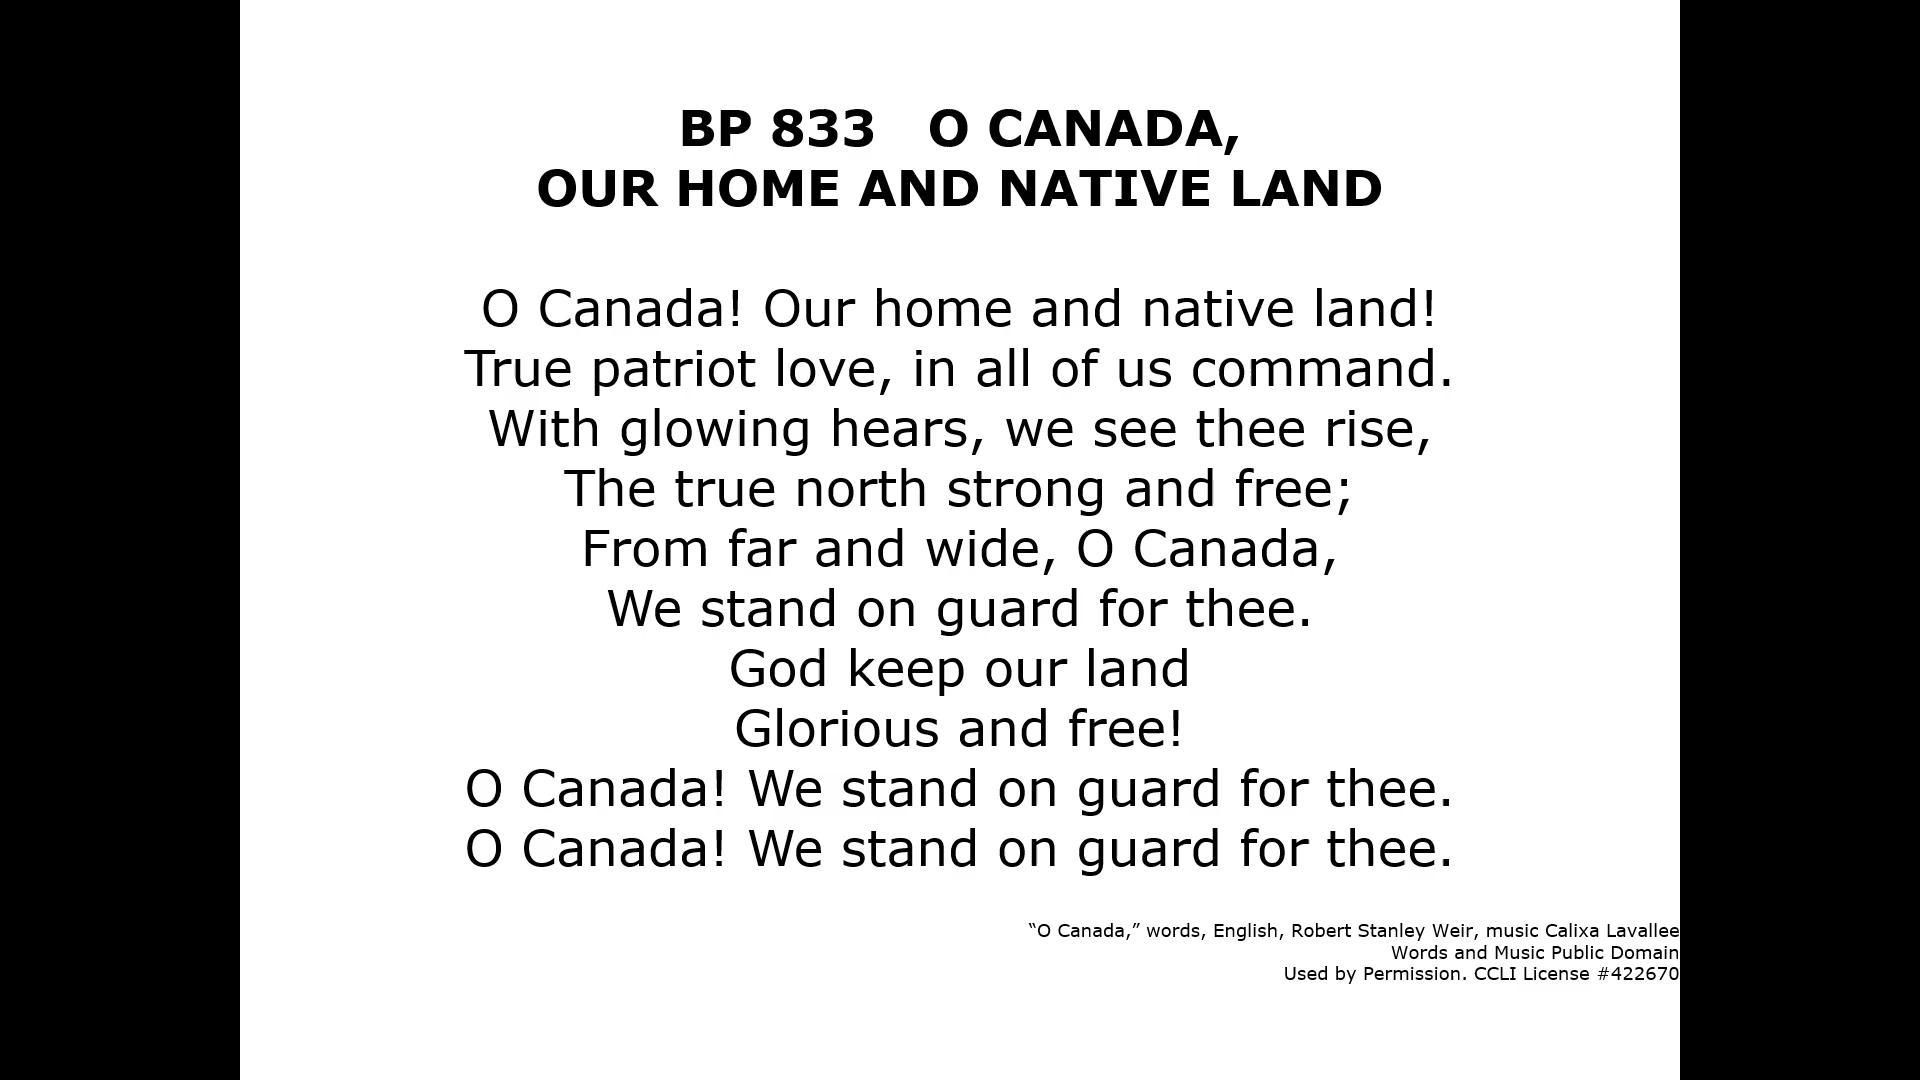 BP 833   O CANADA,
OUR HOME AND NATIVE LAND
O Canada! Our home and native land!
True patriot love, in all of us command.
With glowing hears, we see thee rise,
The true north strong and free;
From far and wide, O Canada,
We stand on guard for thee.
God keep our land
Glorious and free!
O Canada! We stand on guard for thee.
O Canada! We stand on guard for thee.
“O Canada,” words, English, Robert Stanley Weir, music Calixa Lavallee
Words and Music Public Domain
Used by Permission. CCLI License #422670